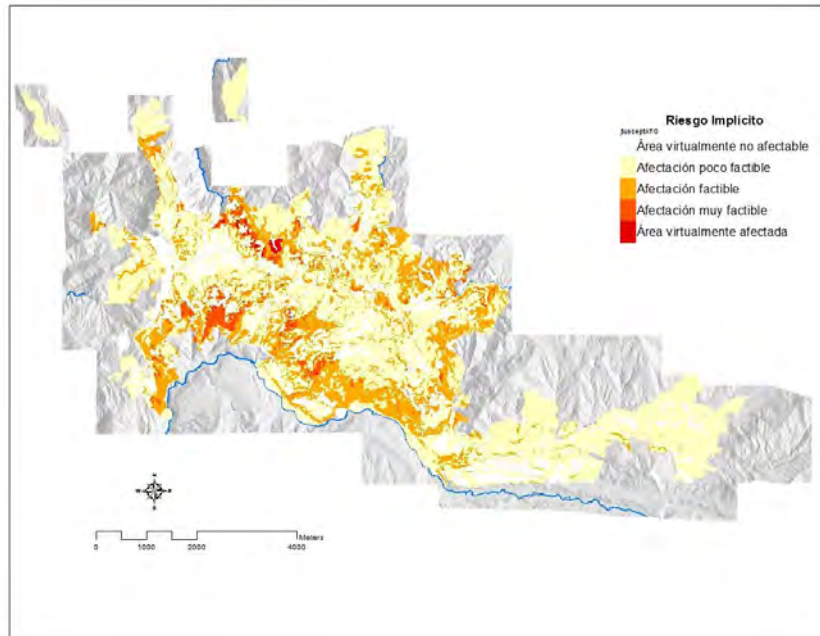 Riesgo Implícito
Área virtualmente no afectable
Afectación poco factible
Afectación factible
Afectación muy factible
Área virtualmente afectada
N
W
E
S
Meters
0 1000 2000 4000